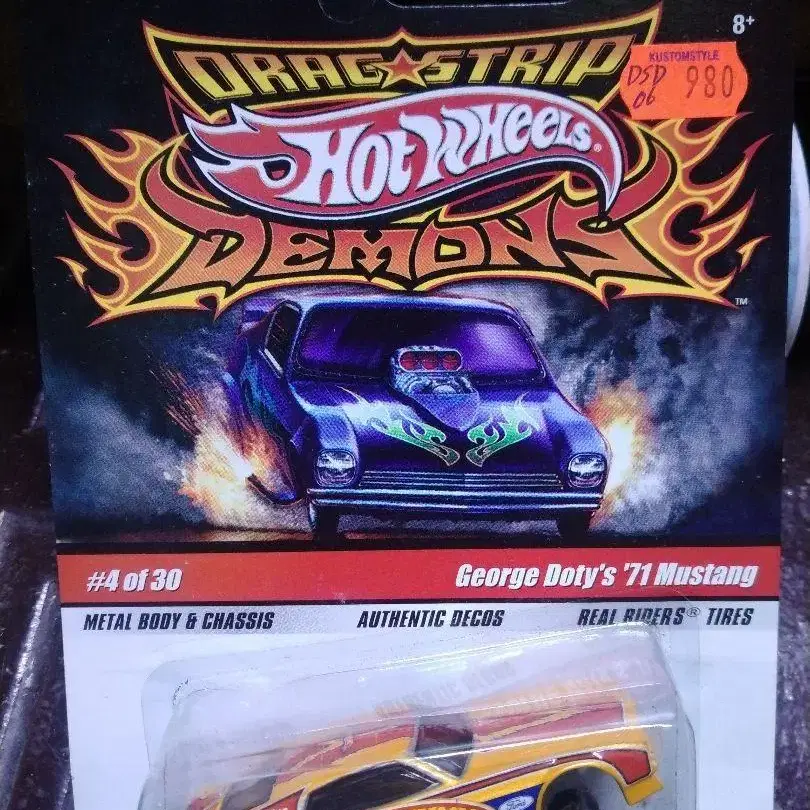 8+
KUSTOMSTYLE
DSD 980
06
DRAG STRIP
Hot Wheels®
DEMONS
TM
#4 of 30 George Doty's '71 Mustang
METAL BODY & CHASSIS AUTHENTIC DECOS REAL RIDERS® TIRES
Ford